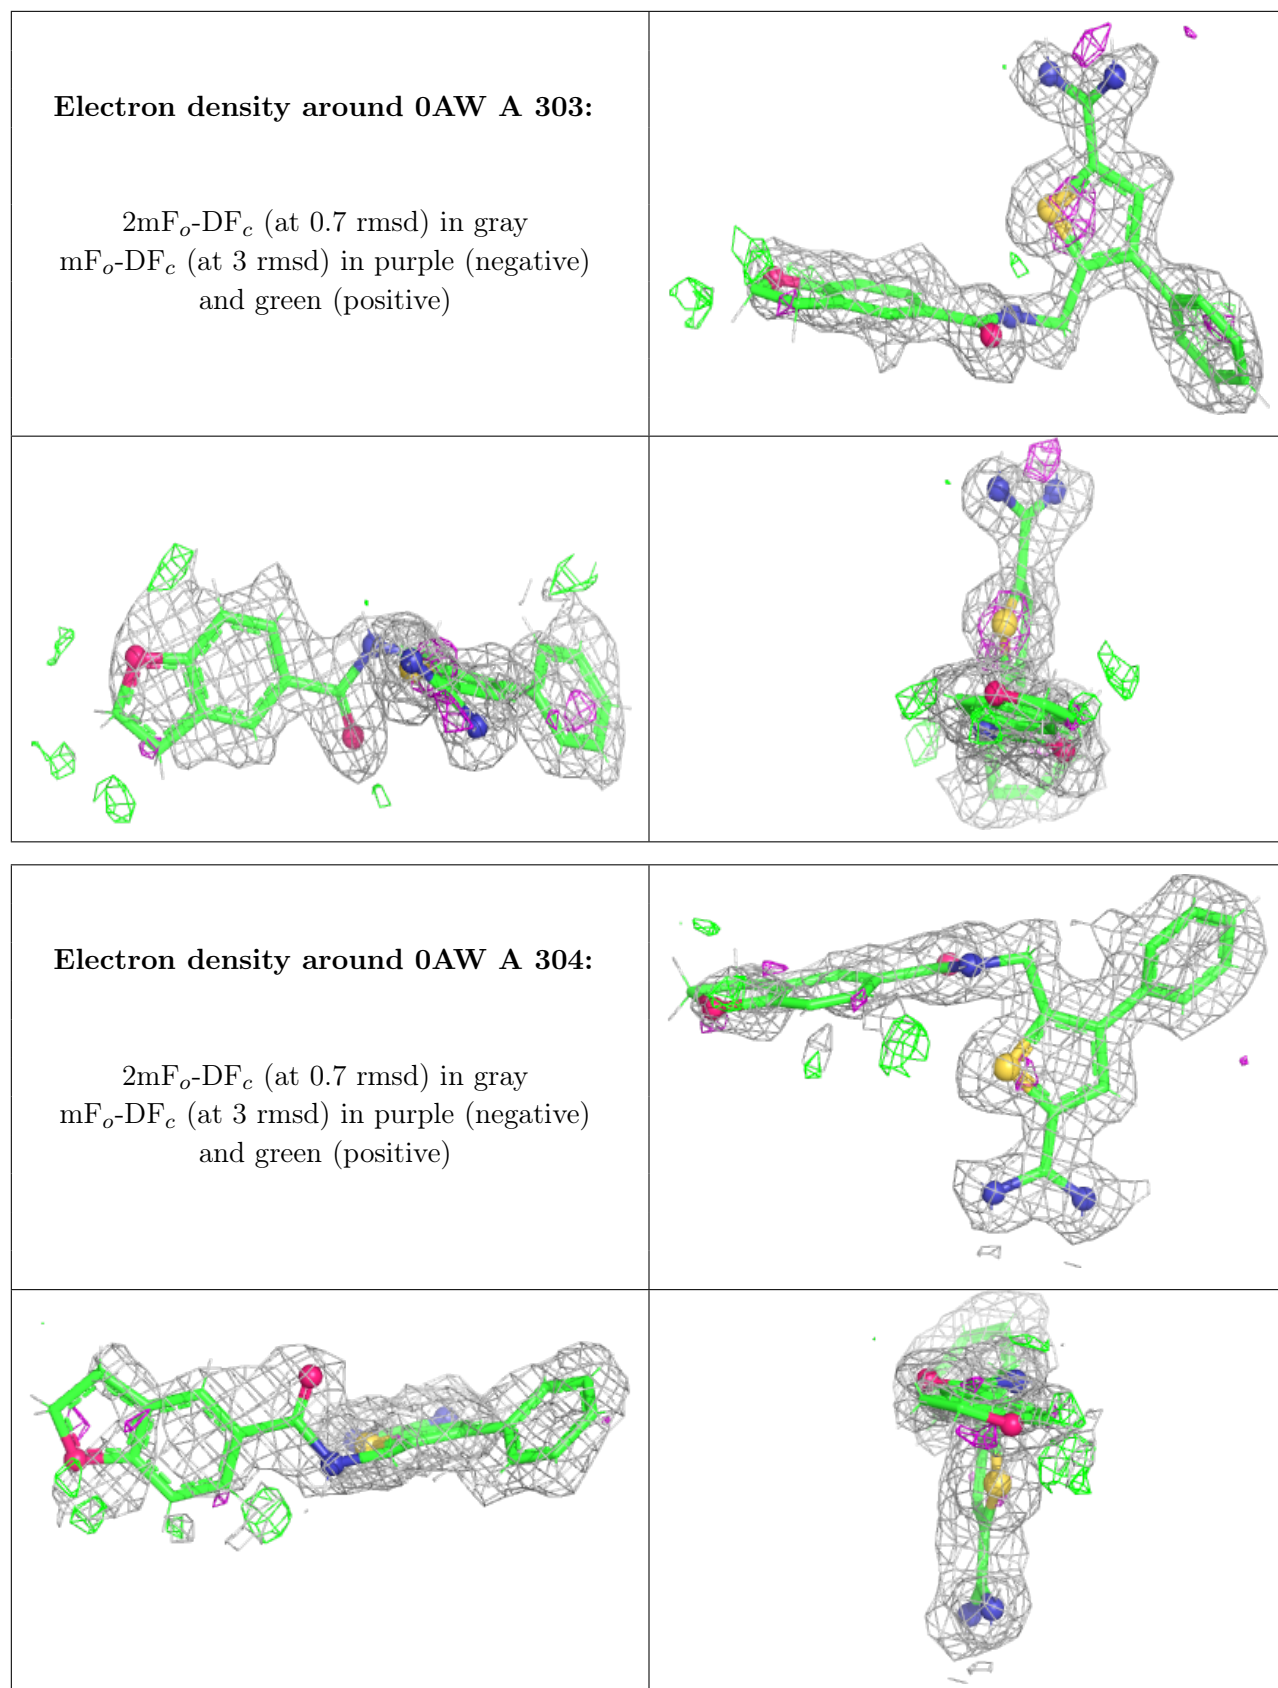 Electron density around 0AW A 303:
2mFo-DFc (at 0.7 rmsd) in gray
mFo-DFc (at 3 rmsd) in purple (negative)
and green (positive)
Electron density around 0AW A 304:
2mFo-DFc (at 0.7 rmsd) in gray
mFo-DFc (at 3 rmsd) in purple (negative)
and green (positive)